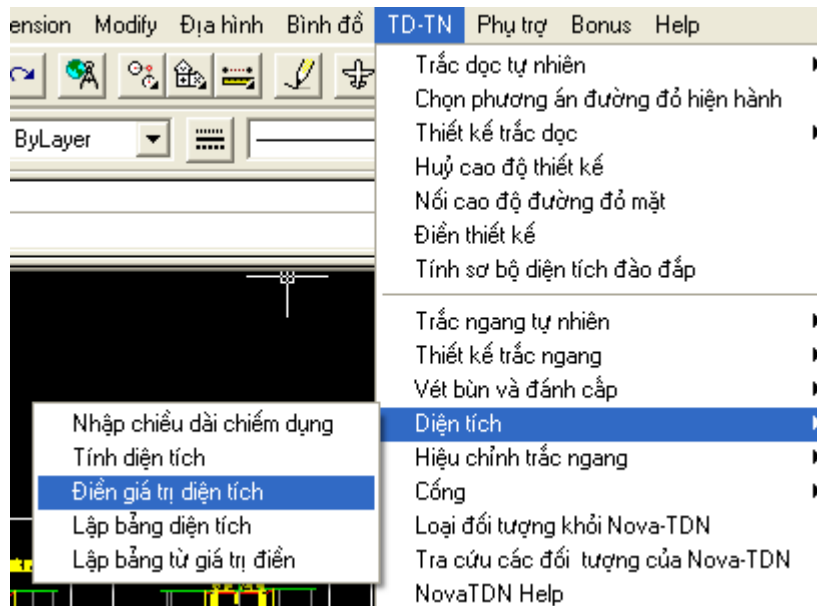 ension Modify Địa hình Bình đồ TD-TN Phụ trợ Bonus Help
ByLayer
Trắc dọc tự nhiên
Chọn phương án đường đỏ hiện hành
Thiết kế trắc dọc
Huỷ cao độ thiết kế
Nối cao độ đường đỏ mặt
Điền thiết kế
Tính sơ bộ diện tích đào đắp
Trắc ngang tự nhiên
Thiết kế trắc ngang
Vét bùn và đánh cấp
Diện tích
Hiệu chỉnh trắc ngang
Cống
Loại đối tượng khỏi Nova-TDN
Tra cứu các đối tượng của Nova-TDN
NovaTDN Help
Nhập chiều dài chiếm dụng
Tính diện tích
Điền giá trị diện tích
Lập bảng diện tích
Lập bảng từ giá trị điền